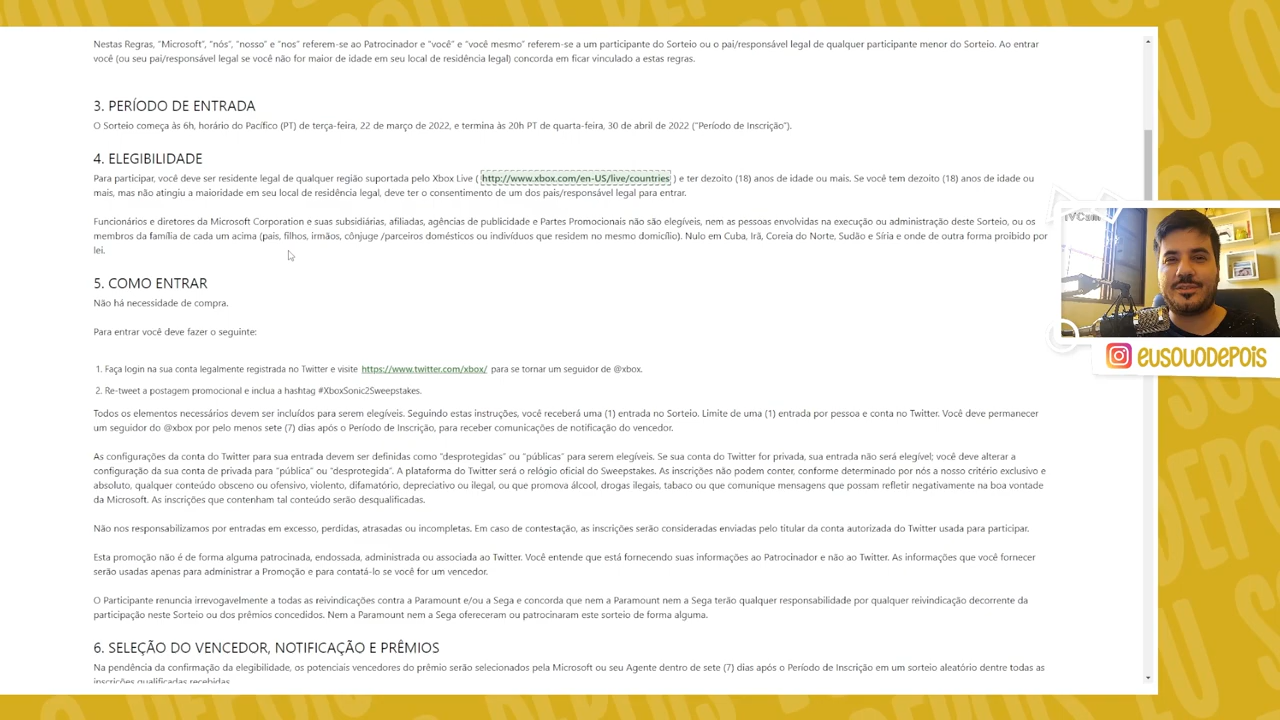 Nestas Regras, "Microsoft", "nós", "nosso" e "nos" referem-se ao Patrocinador e "você" e "você mesmo" referem-se a um participante do Sorteio ou o pai/responsável legal de qualquer participante menor do Sorteio. Ao entrar
você (ou seu pai/responsável legal se você não for maior de idade em seu local de residência legal) concorda em ficar vinculado a estas regras.
3. PERÍODO DE ENTRADA
O Sorteio começa às 6h, horário do Pacífico (PT) de terça-feira, 22 de março de 2022, e termina às 20h PT de quarta-feira, 30 de abril de 2022 ("Período de Inscrição").
4. ELEGIBILIDADE
Para participar, você deve ser residente legal de qualquer região suportada pelo Xbox Live ( http://www.xbox.com/en-US/live/countries ) e ter dezoito (18) anos de idade ou mais. Se você tem dezoito (18) anos de idade ou
mais, mas não atingiu a maioridade em seu local de residência legal, deve ter o consentimento de um dos pais/responsável legal para entrar.
Funcionários e diretores da Microsoft Corporation e suas subsidiárias, afiliadas, agências de publicidade e Partes Promocionais não são elegíveis, nem as pessoas envolvidas na execução ou administração deste Sorteio, ou os
membros da família de cada um acima (pais, filhos, irmãos, cônjuge /parceiros domésticos ou indivíduos que residem no mesmo domicílio). Nulo em Cuba, Irã, Coreia do Norte, Sudão e Síria e onde de outra forma proibido por
lei.
iVCam
5. COMO ENTRAR
Não há necessidade de compra.
Para entrar você deve fazer o seguinte:
eusouodepois
1. Faça login na sua conta legalmente registrada no Twitter e visite https://www.twitter.com/xbox/ para se tornar um seguidor de @xbox.
2. Re-tweet a postagem promocional e inclua a hashtag #XboxSonic2Sweepstakes.
Todos os elementos necessários devem ser incluídos para serem elegíveis. Seguindo estas instruções, você receberá uma (1) entrada no Sorteio. Limite de uma (1) entrada por pessoa e conta no Twitter. Você deve permanecer
um seguidor do @xbox por pelo menos sete (7) dias após o Período de Inscrição, para receber comunicações de notificação do vencedor.
As configurações da conta do Twitter para sua entrada devem ser definidas como "desprotegidas" ou "públicas" para serem elegíveis. Se sua conta do Twitter for privada, sua entrada não será elegível; você deve alterar a
configuração da sua conta de privada para "pública" ou "desprotegida". A plataforma do Twitter será o relógio oficial do Sweepstakes. As inscrições não podem conter, conforme determinado por nós a nosso critério exclusivo e
absoluto, qualquer conteúdo obsceno ou ofensivo, violento, difamatório, depreciativo ou ilegal, ou que promova álcool, drogas ilegais, tabaco ou que comunique mensagens que possam refletir negativamente na boa vontade
da Microsoft. As inscrições que contenham tal conteúdo serão desqualificadas.
Não nos responsabilizamos por entradas em excesso, perdidas, atrasadas ou incompletas. Em caso de contestação, as inscrições serão consideradas enviadas pelo titular da conta autorizada do Twitter usada para participar.
Esta promoção não é de forma alguma patrocinada, endossada, administrada ou associada ao Twitter. Você entende que está fornecendo suas informações ao Patrocinador e não ao Twitter. As informações que você fornecer
serão usadas apenas para administrar a Promoção e para contatá-lo se você for um vencedor.
O Participante renuncia irrevogavelmente a todas as reivindicações contra a Paramount e/ou a Sega e concorda que nem a Paramount nem a Sega terão qualquer responsabilidade por qualquer reivindicação decorrente da
participação neste Sorteio ou dos prêmios concedidos. Nem a Paramount nem a Sega ofereceram ou patrocinaram este sorteio de forma alguma.
6. SELEÇÃO DO VENCEDOR, NOTIFICAÇÃO E PRÊMIOS
Na pendência da confirmação da elegibilidade, os potenciais vencedores do prêmio serão selecionados pela Microsoft ou seu Agente dentro de sete (7) dias após o Período de Inscrição em um sorteio aleatório dentre todas as
inscrições qualificadas recebidas.